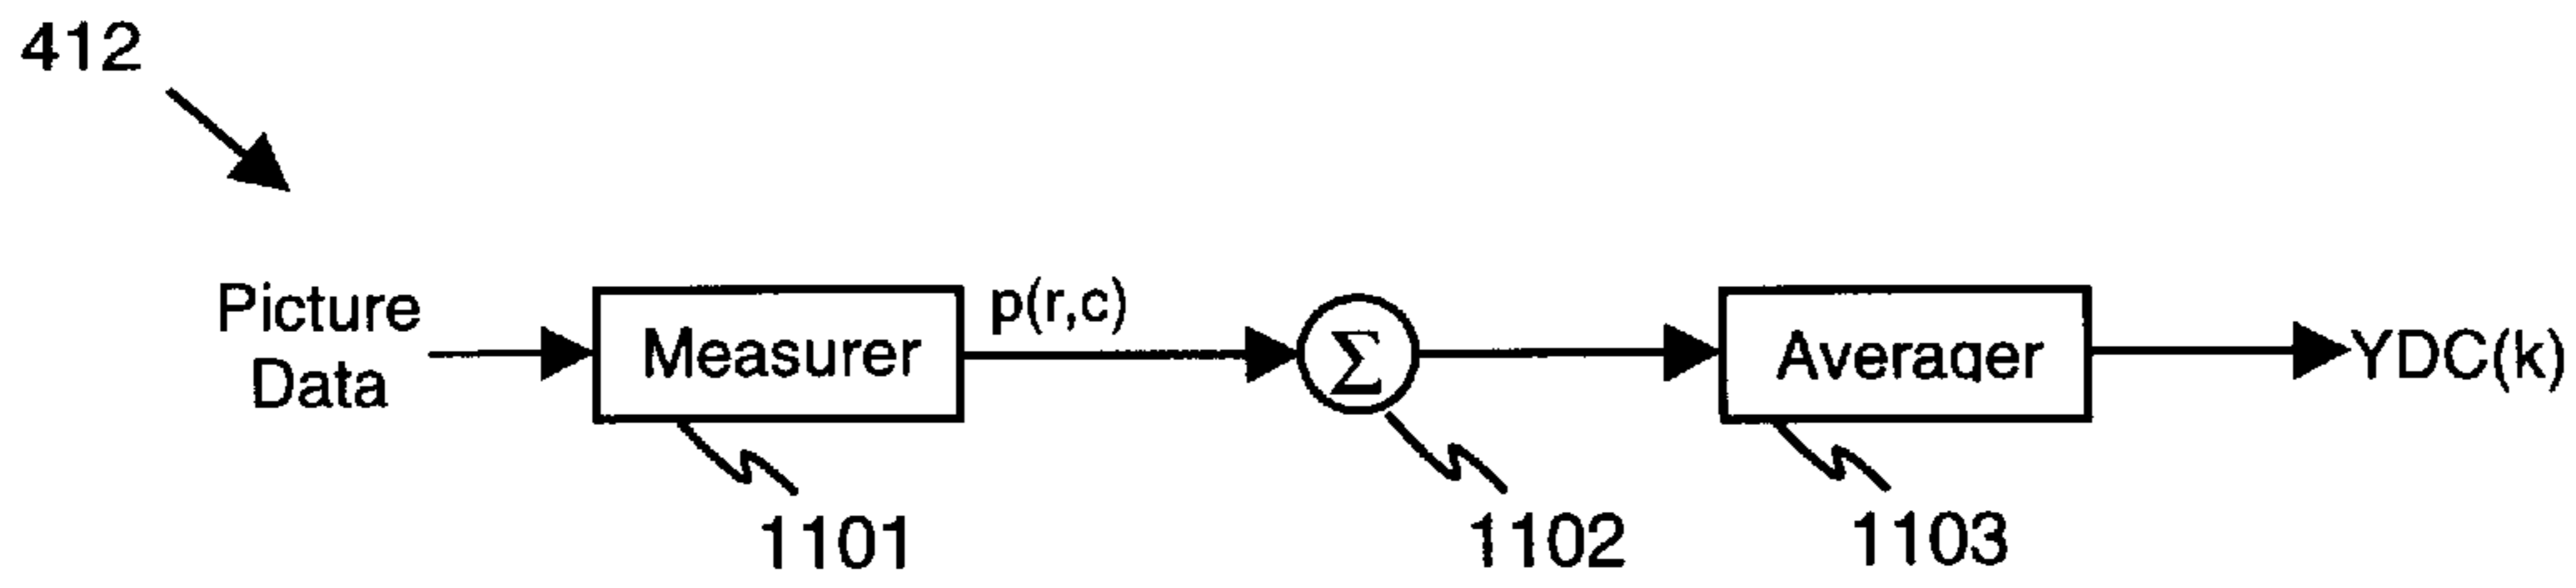 412
Picture
Data
Measurer
p(r,c)
Σ
Averager
YDC(k)
1101
1102
1103